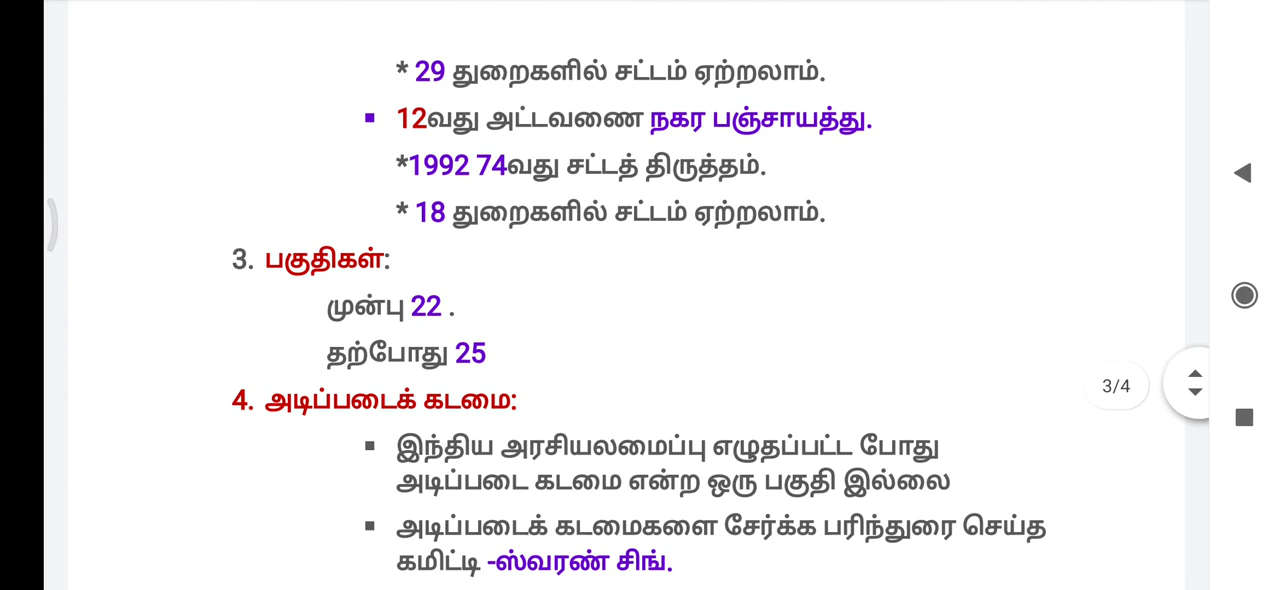 * 29 துறைகளில் சட்டம் ஏற்றலாம்.
▪ 12வது அட்டவணை நகர பஞ்சாயத்து.
*1992 74வது சட்டத் திருத்தம்.
* 18 துறைகளில் சட்டம் ஏற்றலாம்.
3. பகுதிகள்:
முன்பு 22 .
தற்போது 25
3/4
4. அடிப்படைக் கடமை:
▪ இந்திய அரசியலமைப்பு எழுதப்பட்ட போது
அடிப்படை கடமை என்ற ஒரு பகுதி இல்லை
▪ அடிப்படைக் கடமைகளை சேர்க்க பரிந்துரை செய்த
கமிட்டி -ஸ்வரண் சிங்.